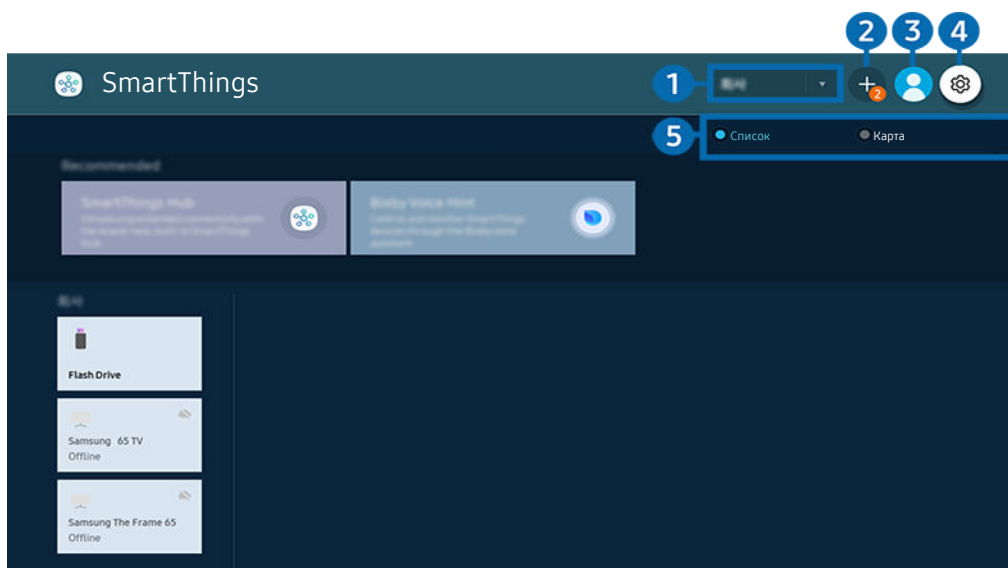 2 3 4
SmartThings
1
2
5
Список
Карта
Recommended
SmartThings Hub
Bixby Voice Hint
Flash Drive
Samsung 65 TV
Offline
Samsung The Frame 65
Offline